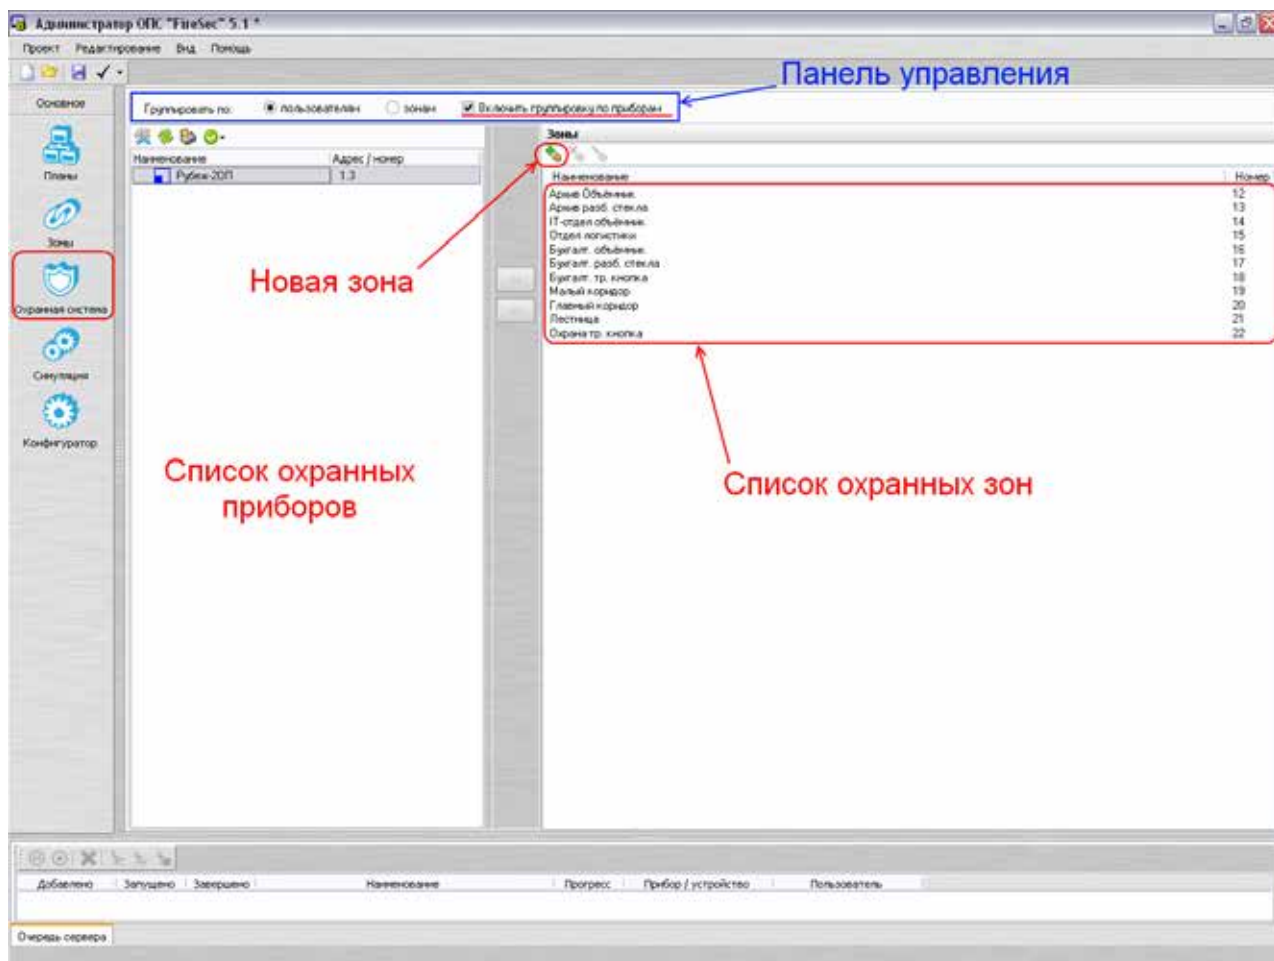 Администратор ОПС "FireSec" 5.1 *
Проект Редактирование Вид Помощь
Панель управления
Основное
Группировать по: пользователям зонам Включить группировку по приборам
Зоны
Наименование Адрес / номер
Рубеж-2ОП 1.3
Наименование Номер
Архив Объёмник. 12
Архив разб. стекла 13
IT-отдел объёмник. 14
Отдел логистики 15
Бухгалт. объёмник. 16
Бухгалт. разб. стекла 17
Бухгалт. тр. кнопка 18
Малый коридор 19
Главный коридор 20
Лестница 21
Охрана тр. кнопка 22
Планы
Зоны
Охранная система
Симуляция
Конфигуратор
Новая зона
Список охранных
приборов
Список охранных зон
Добавлено Запущено Завершено Наименование Прогресс Прибор / устройство Пользователь
Очередь сервера